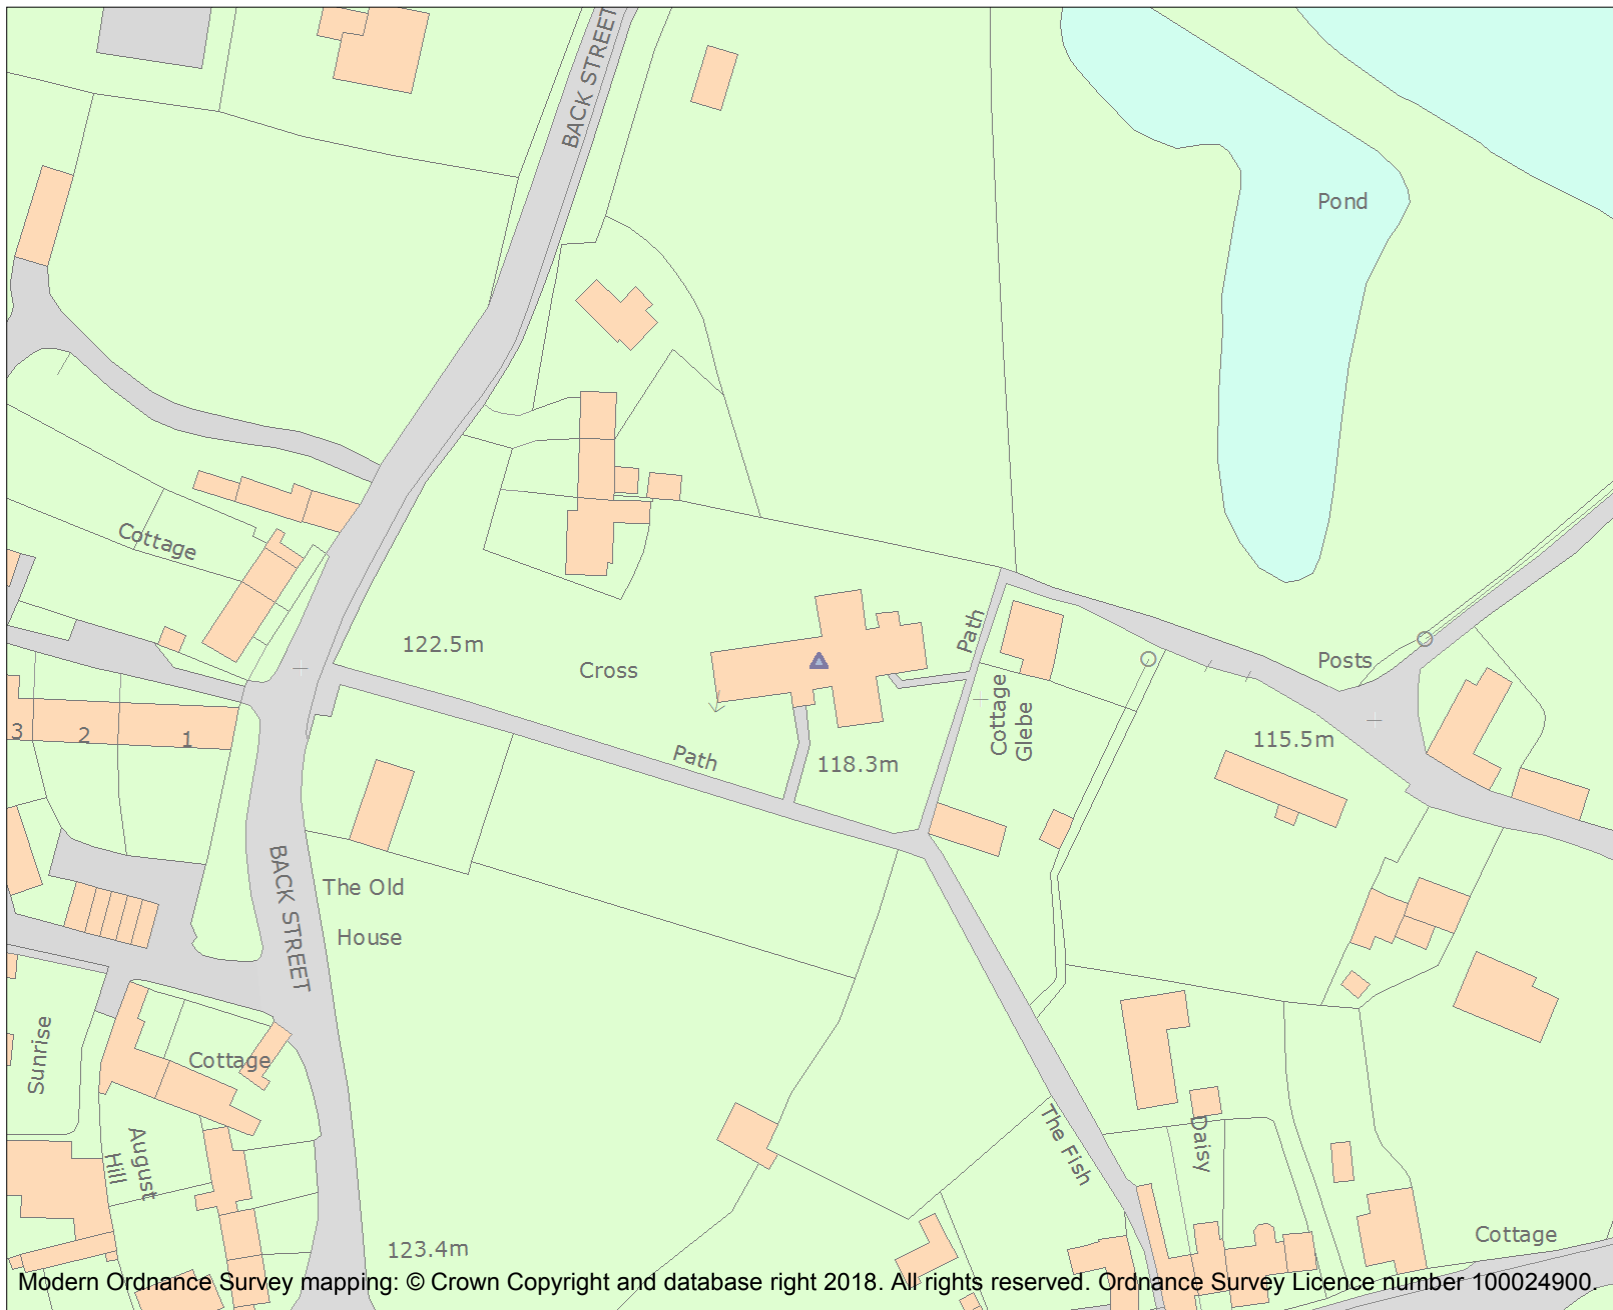 BACK STREET
Pond
Cottage
122.5m
Cross
Path
Posts
Cottage
Glebe
3
2
1
115.5m
Path
118.3m
BACK STREET
The Old
House
Sunrise
Cottage
August
Hill
The Fish
Daisy
Cottage
123.4m
Modern Ordnance Survey mapping: © Crown Copyright and database right 2018. All rights reserved. Ordnance Survey Licence number 100024900.